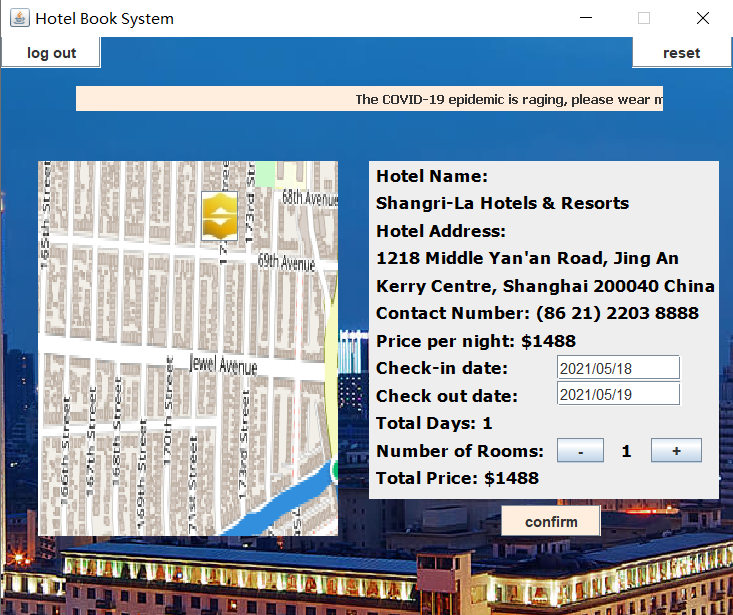 Hotel Book System
log out
reset
The COVID-19 epidemic is raging, please wear
Hotel Name:
Shangri-La Hotels & Resorts
Hotel Address:
1218 Middle Yan'an Road, Jing An
Kerry Centre, Shanghai 200040 China
Contact Number: (86 21) 2203 8888
Price per night: $1488
Check-in date: 2021/05/18
Check out date: 2021/05/19
Total Days: 1
Number of Rooms: - 1 +
Total Price: $1488
confirm
165th Street
173rd Str
68th Avenue
69th Avenue
Jewel Avenue
166th Street
167th Street
168th Street
169th Street
170th Street
71st Street
173rd Street